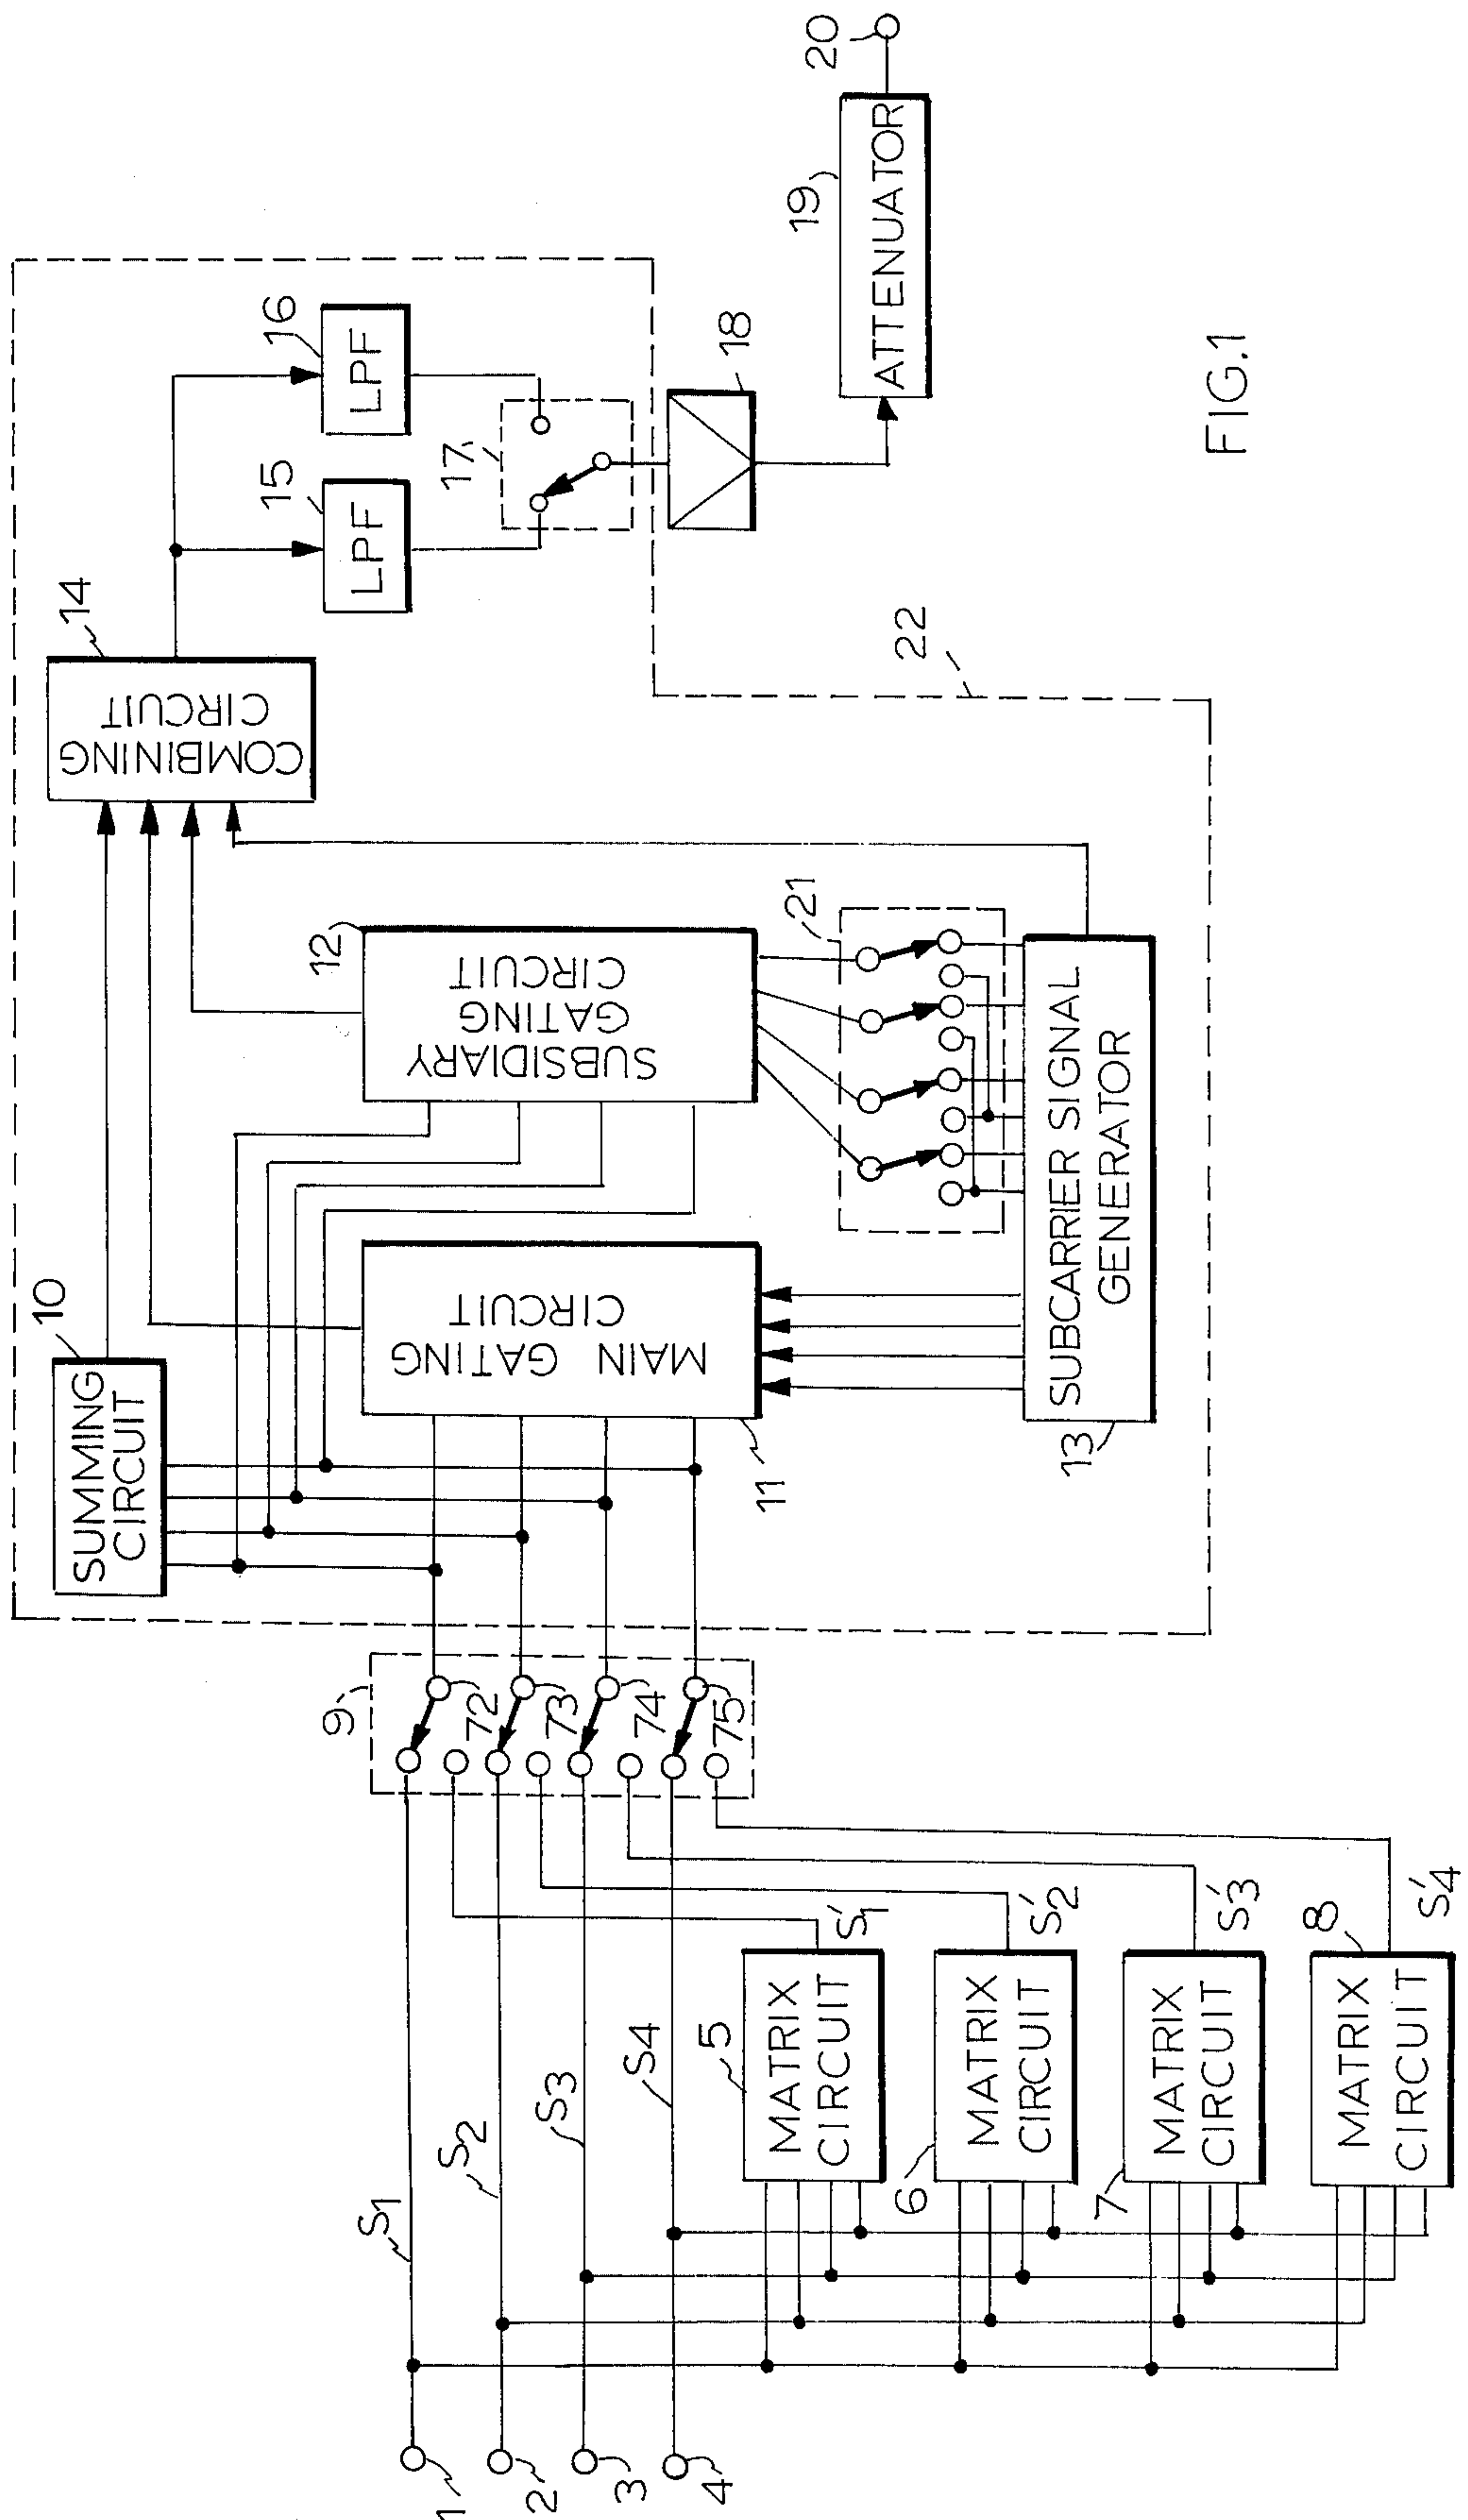 1
2
3
4
S1
S2
S3
S4
5
MATRIX
CIRCUIT
S'1
6
MATRIX
CIRCUIT
S'2
7
MATRIX
CIRCUIT
S'3
8
MATRIX
CIRCUIT
S'4
9
72
73
74
75
10
SUMMING
CIRCUIT
11
MAIN GATING
CIRCUIT
12
SUBSIDIARY
GATING
CIRCUIT
13
SUBCARRIER SIGNAL
GENERATOR
21
14
COMBINING
CIRCUIT
22
15
LPF
16
LPF
17
18
19
ATTENUATOR
20
FIG.1